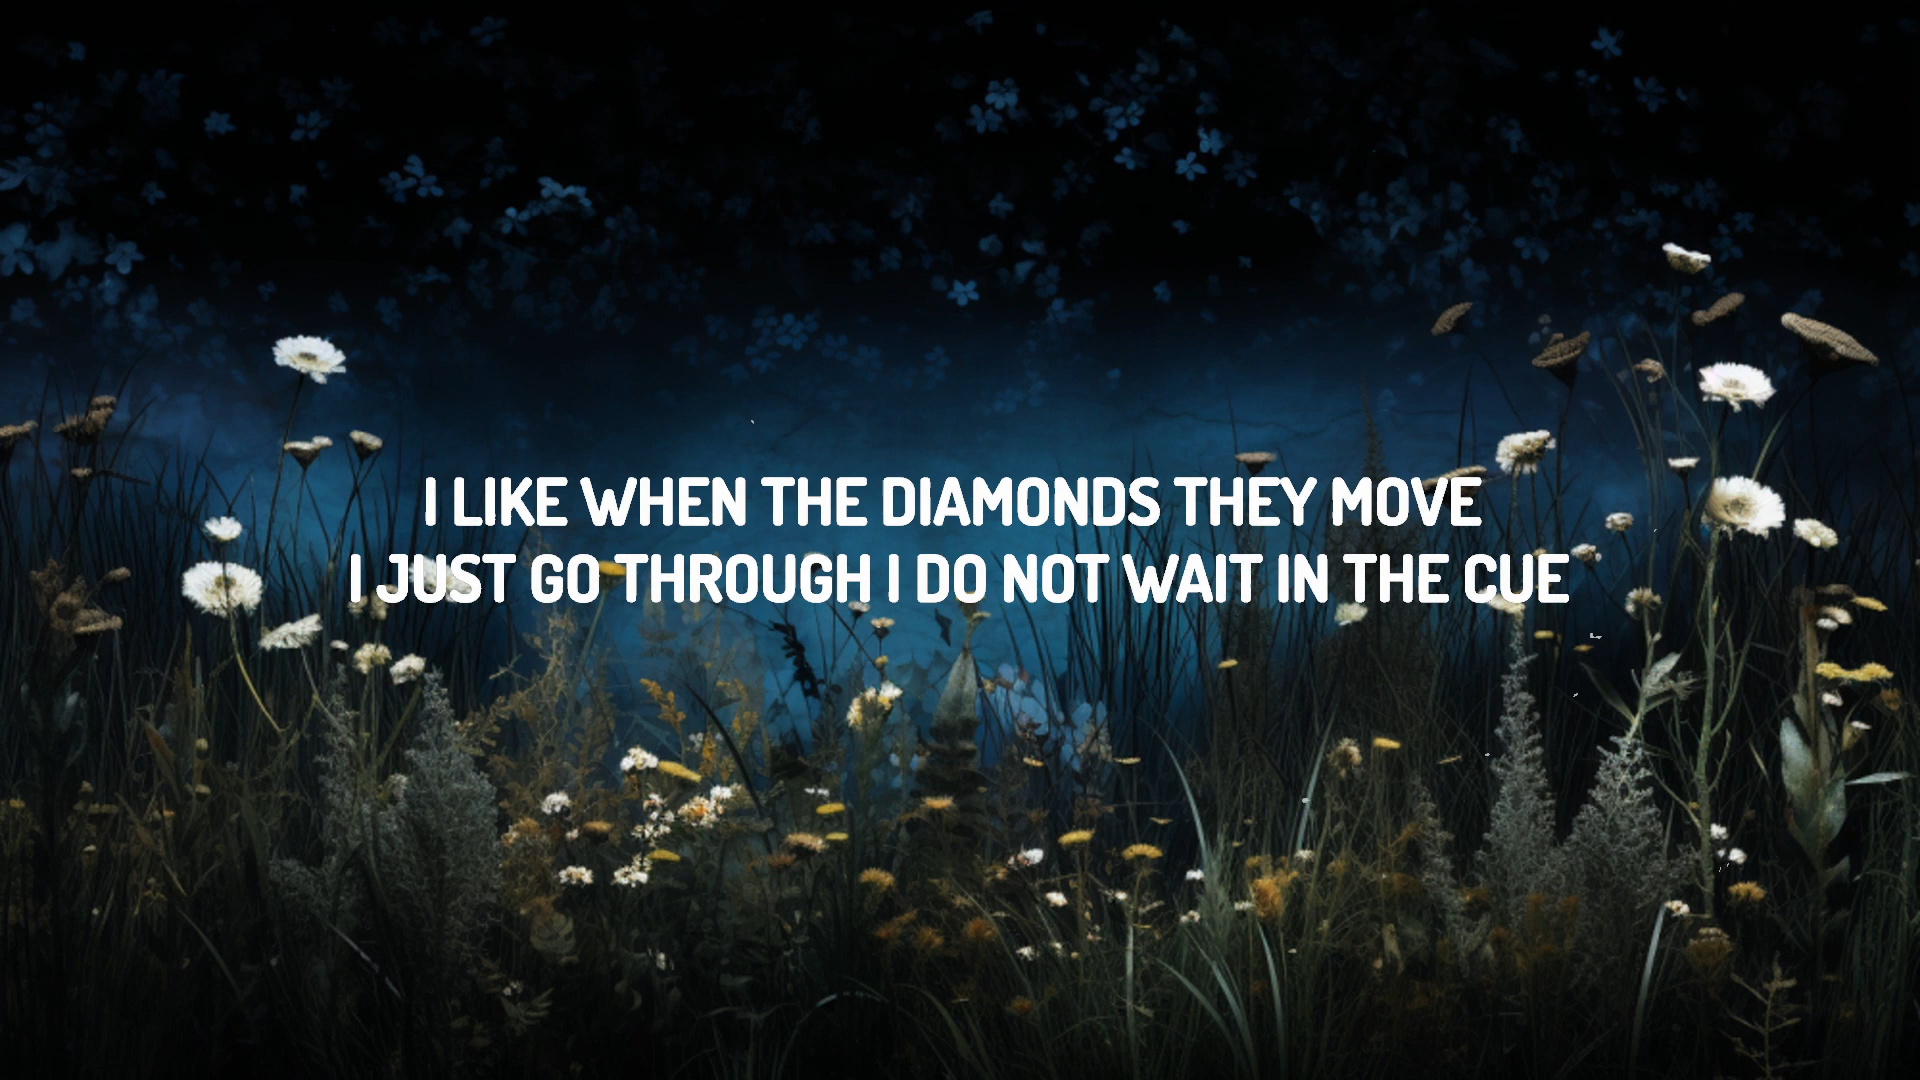 I LIKE WHEN THE DIAMONDS THEY MOVE
I JUST GO THROUGH I DO NOT WAIT IN THE CUE